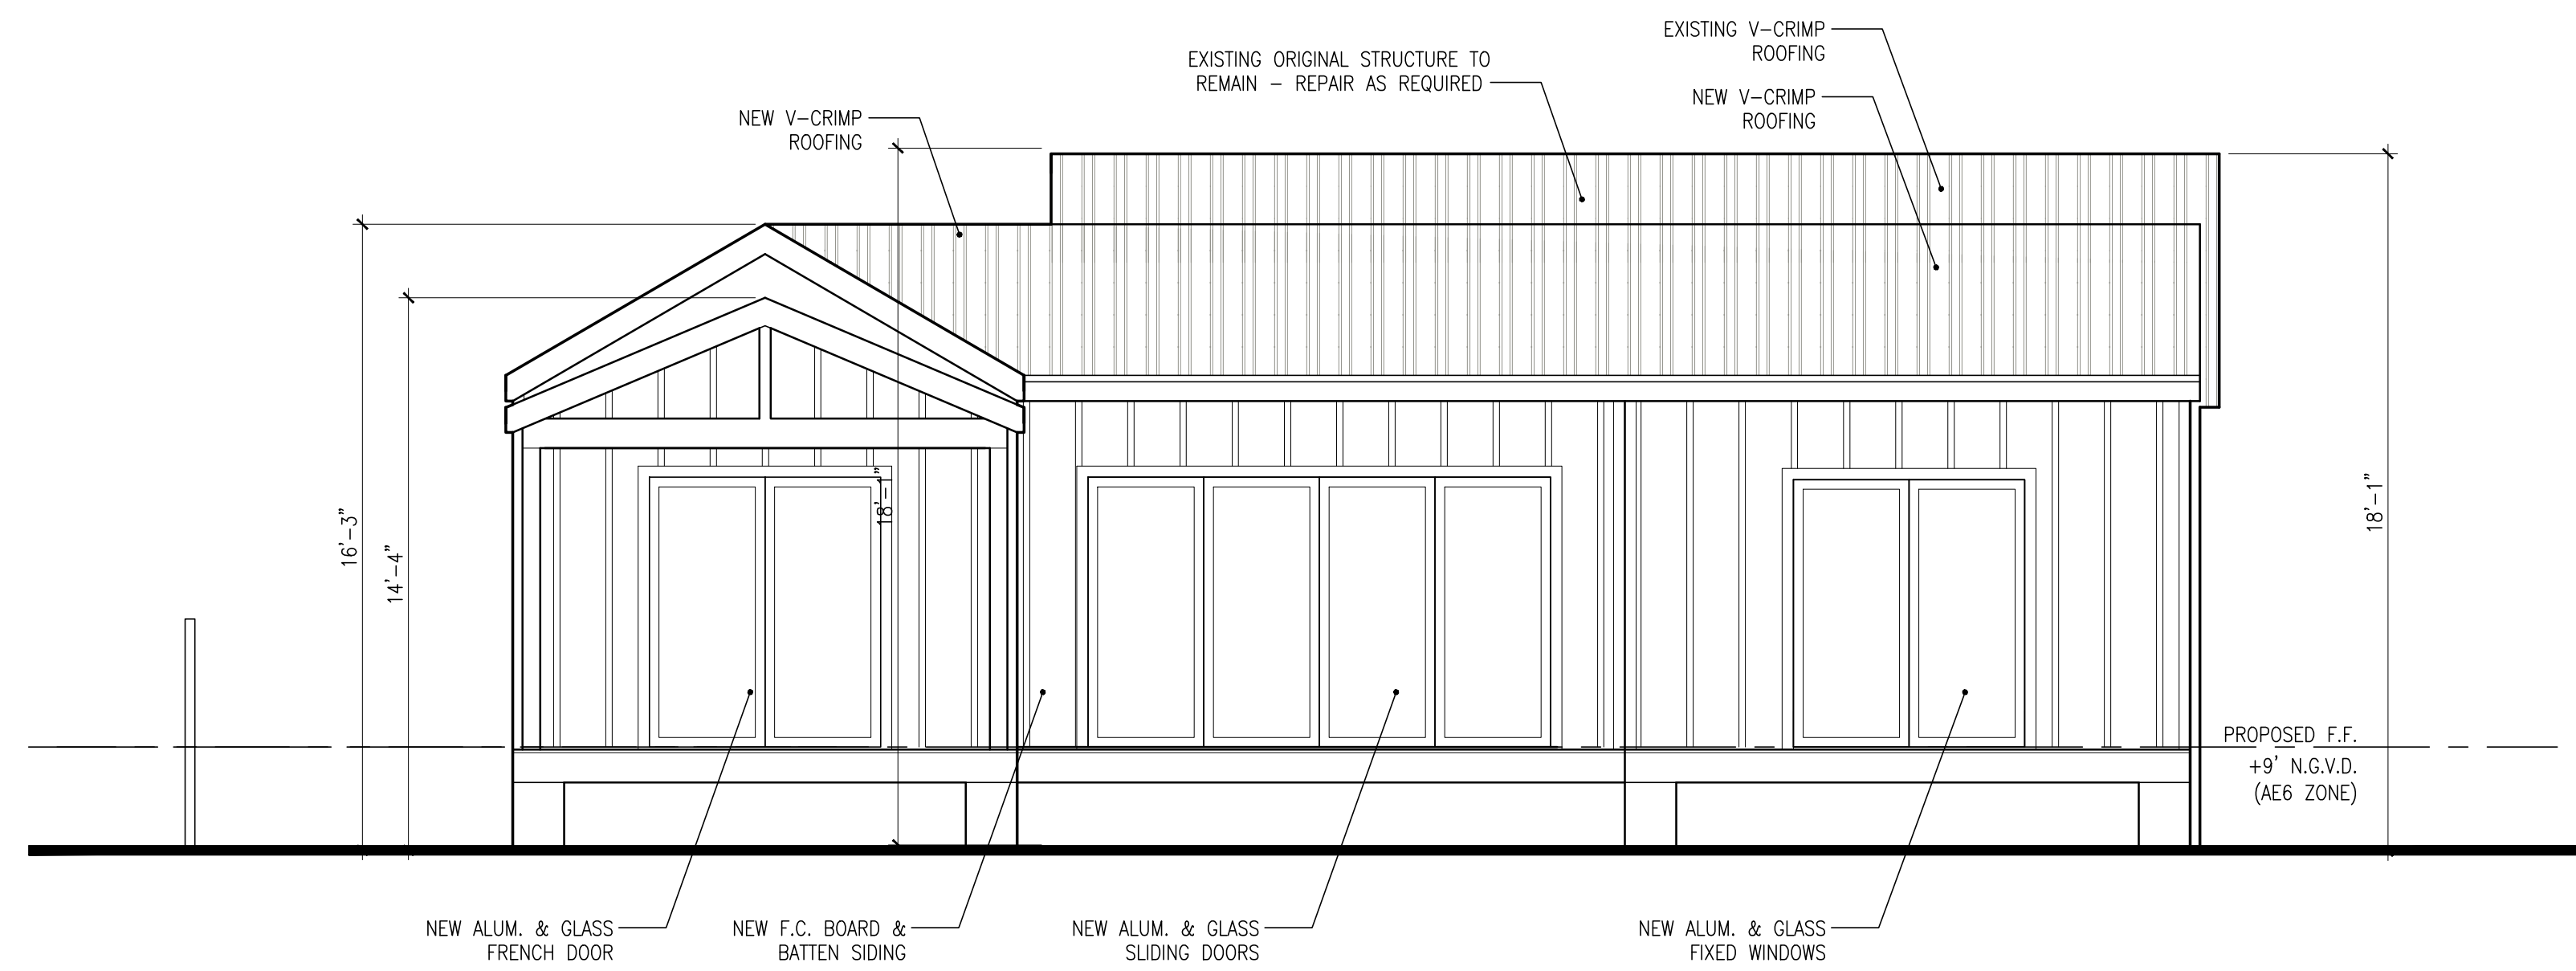 EXISTING V-CRIMP
ROOFING
EXISTING ORIGINAL STRUCTURE TO
REMAIN - REPAIR AS REQUIRED
NEW V-CRIMP
ROOFING
NEW V-CRIMP
ROOFING
16'-3"
14'-4"
18'-1"
18'-1"
PROPOSED F.F.
+9' N.G.V.D.
(AE6 ZONE)
NEW ALUM. & GLASS
FRENCH DOOR
NEW F.C. BOARD &
BATTEN SIDING
NEW ALUM. & GLASS
SLIDING DOORS
NEW ALUM. & GLASS
FIXED WINDOWS